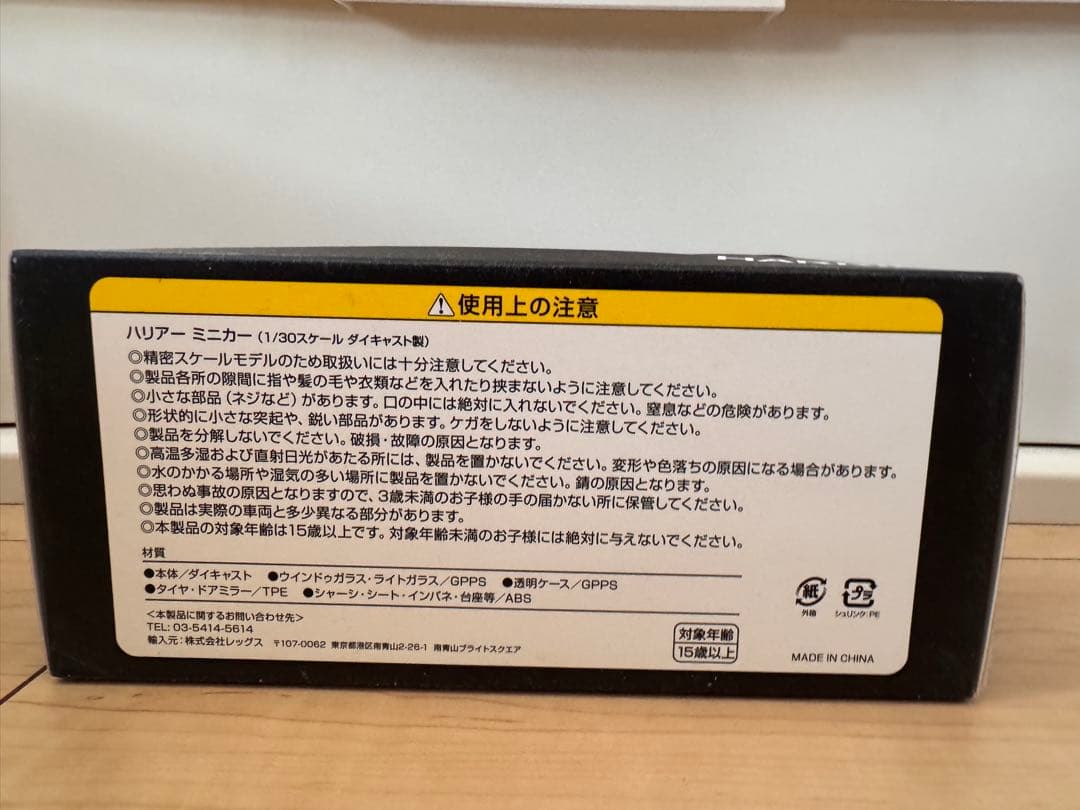 ⚠使用上の注意
ハリアー ミニカー（1/30スケール ダイキャスト製）
◎精密スケールモデルのため取扱いには十分注意してください。
◎製品各所の隙間に指や髪の毛や衣類などを入れたり挟まないように注意してください。
◎小さな部品（ネジなど）があります。口の中には絶対に入れないでください。窒息などの危険があります。
◎形状的に小さな突起や、鋭い部品があります。ケガをしないように注意してください。
◎製品を分解しないでください。破損・故障の原因となります。
◎高温多湿および直射日光があたる所には、製品を置かないでください。変形や色落ちの原因になる場合があります。
◎水のかかる場所や湿気の多い場所に製品を置かないでください。錆の原因となります。
◎思わぬ事故の原因となりますので、3歳未満のお子様の手の届かない所に保管してください。
◎製品は実際の車両と多少異なる部分があります。
◎本製品の対象年齢は15歳以上です。対象年齢未満のお子様には絶対に与えないでください。
材質
●本体／ダイキャスト ●ウインドゥガラス・ライトガラス／GPPS ●透明ケース／GPPS
●タイヤ・ドアミラー／TPE ●シャーシ・シート・インパネ・台座等／ABS
紙 プラ
外箱 シュリンク:PE
＜本製品に関するお問い合わせ先＞
TEL: 03-5414-5614
輸入元：株式会社レッグス 〒107-0062 東京都港区南青山2-26-1 南青山ブライトスクエア
対象年齢
15歳以上
MADE IN CHINA